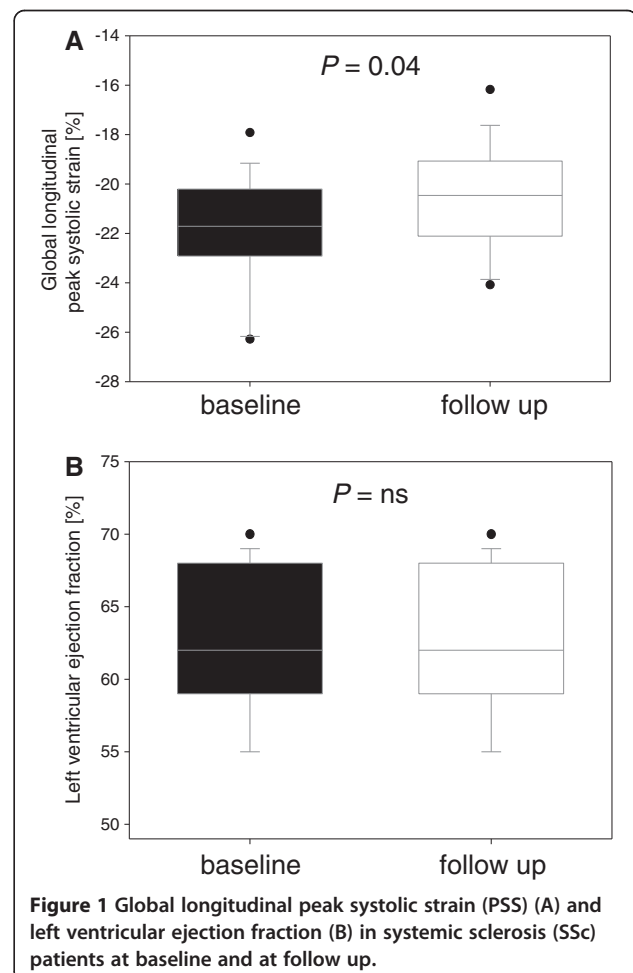 A
P = 0.04
Global longitudinal
peak systolic strain [%]
-14
-16
-18
-20
-22
-24
-26
-28
baseline
follow up
B
P = ns
Left ventricular ejection fraction [%]
75
70
65
60
55
50
baseline
follow up
Figure 1 Global longitudinal peak systolic strain (PSS) (A) and
left ventricular ejection fraction (B) in systemic sclerosis (SSc)
patients at baseline and at follow up.